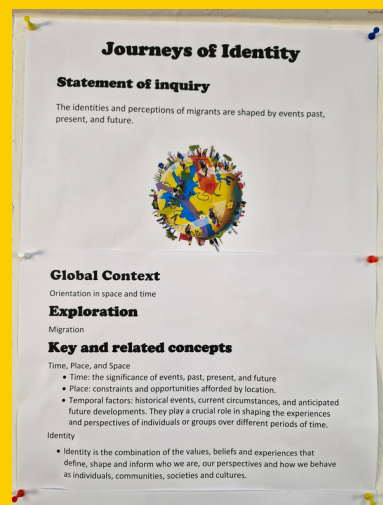 Journeys of Identity
Statement of inquiry
The identities and perceptions of migrants are shaped by events past,
present, and future.
Global Context
Orientation in space and time
Exploration
Migration
Key and related concepts
Time, Place, and Space
• Time: the significance of events, past, present, and future
• Place: constraints and opportunities afforded by location.
• Temporal factors: historical events, current circumstances, and anticipated
future developments. They play a crucial role in shaping the experiences
and perspectives of individuals or groups over different periods of time.
Identity
• Identity is the combination of the values, beliefs and experiences that
define, shape and inform who we are, our perspectives and how we behave
as individuals, communities, societies and cultures.